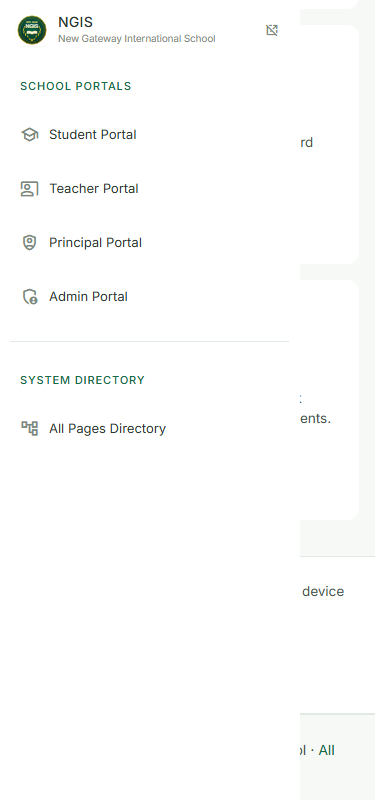 NGIS
New Gateway International School
SCHOOL PORTALS
Student Portal
Teacher Portal
Principal Portal
Admin Portal
SYSTEM DIRECTORY
All Pages Directory
rd
ents.
device
ol · All